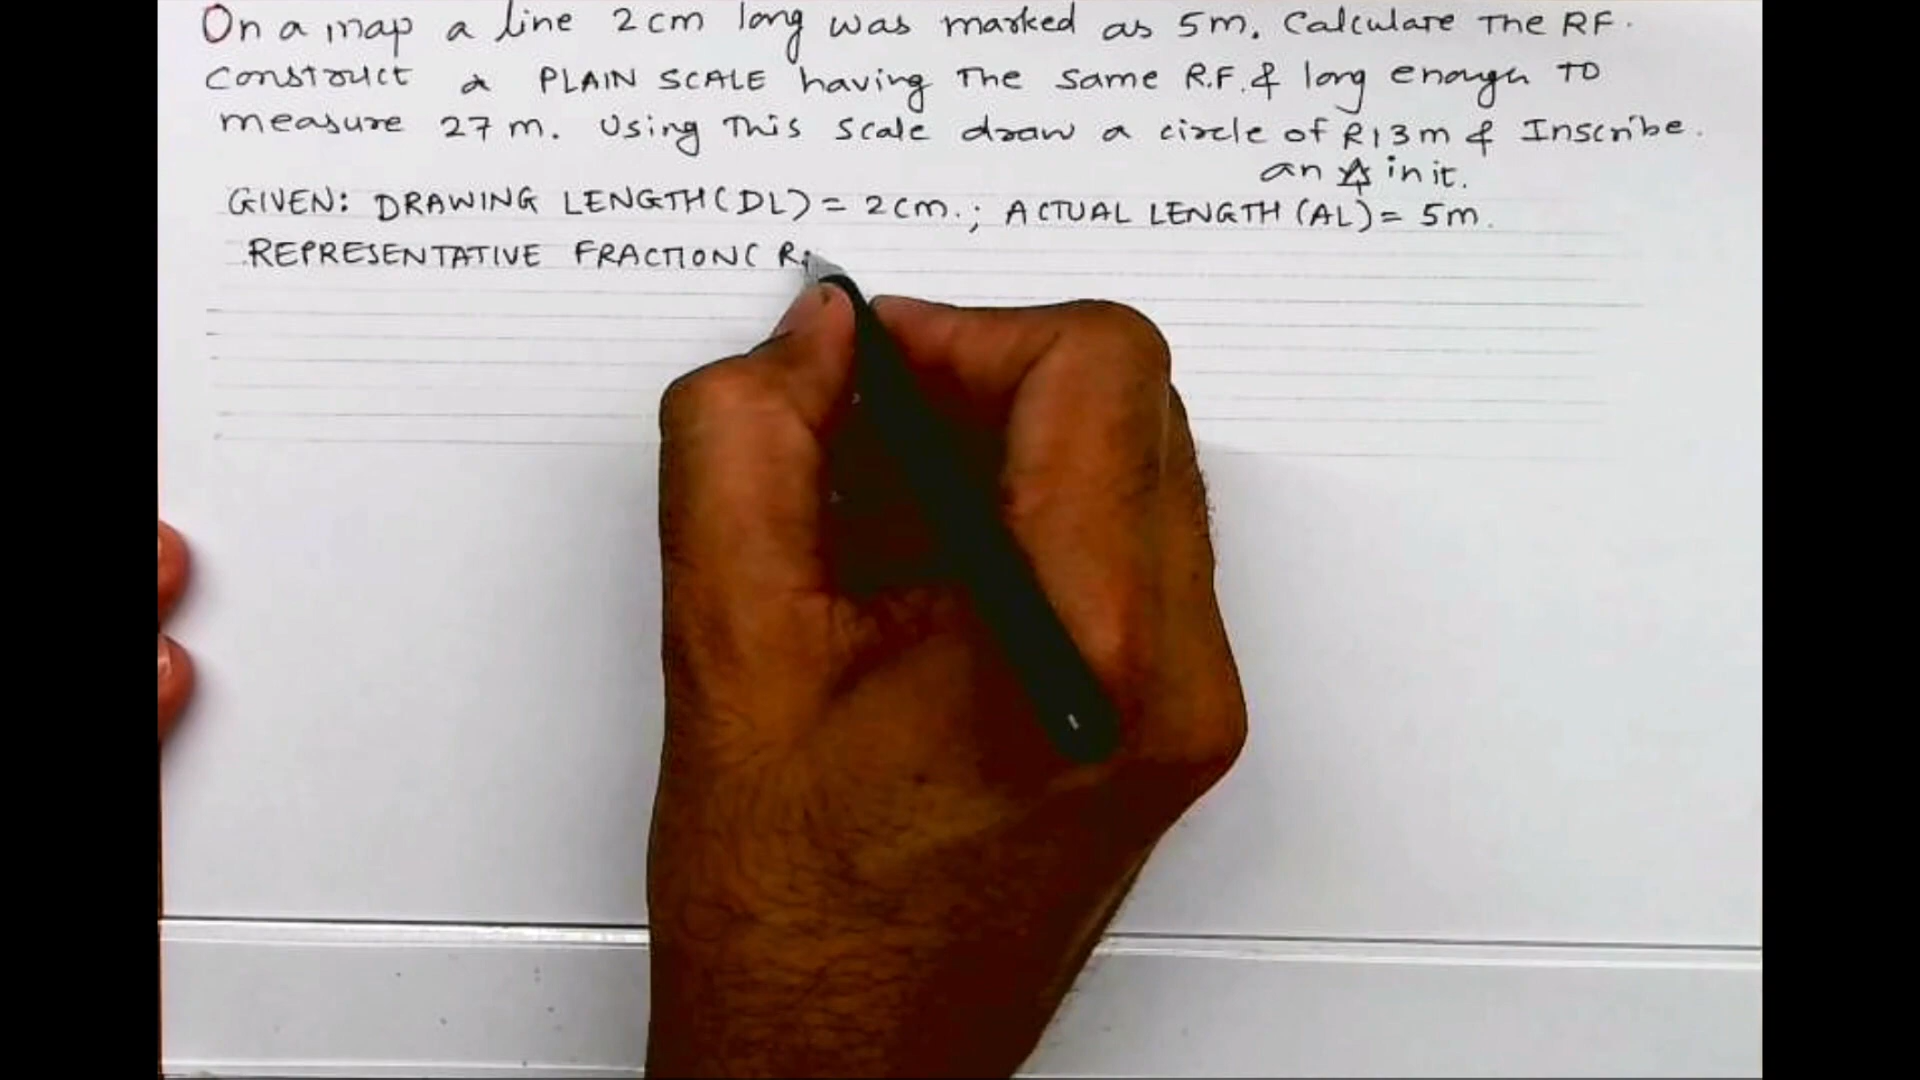 On a map a line 2cm long was marked as 5m. Calculate The RF.
Construct a PLAIN SCALE having The same R.F. & long enough TO
measure 27 m. Using This scale draw a circle of R13m & Inscribe.
an in it.
GIVEN: DRAWING LENGTH(DL) = 2cm.; ACTUAL LENGTH (AL) = 5m.
REPRESENTATIVE FRACTION( R.